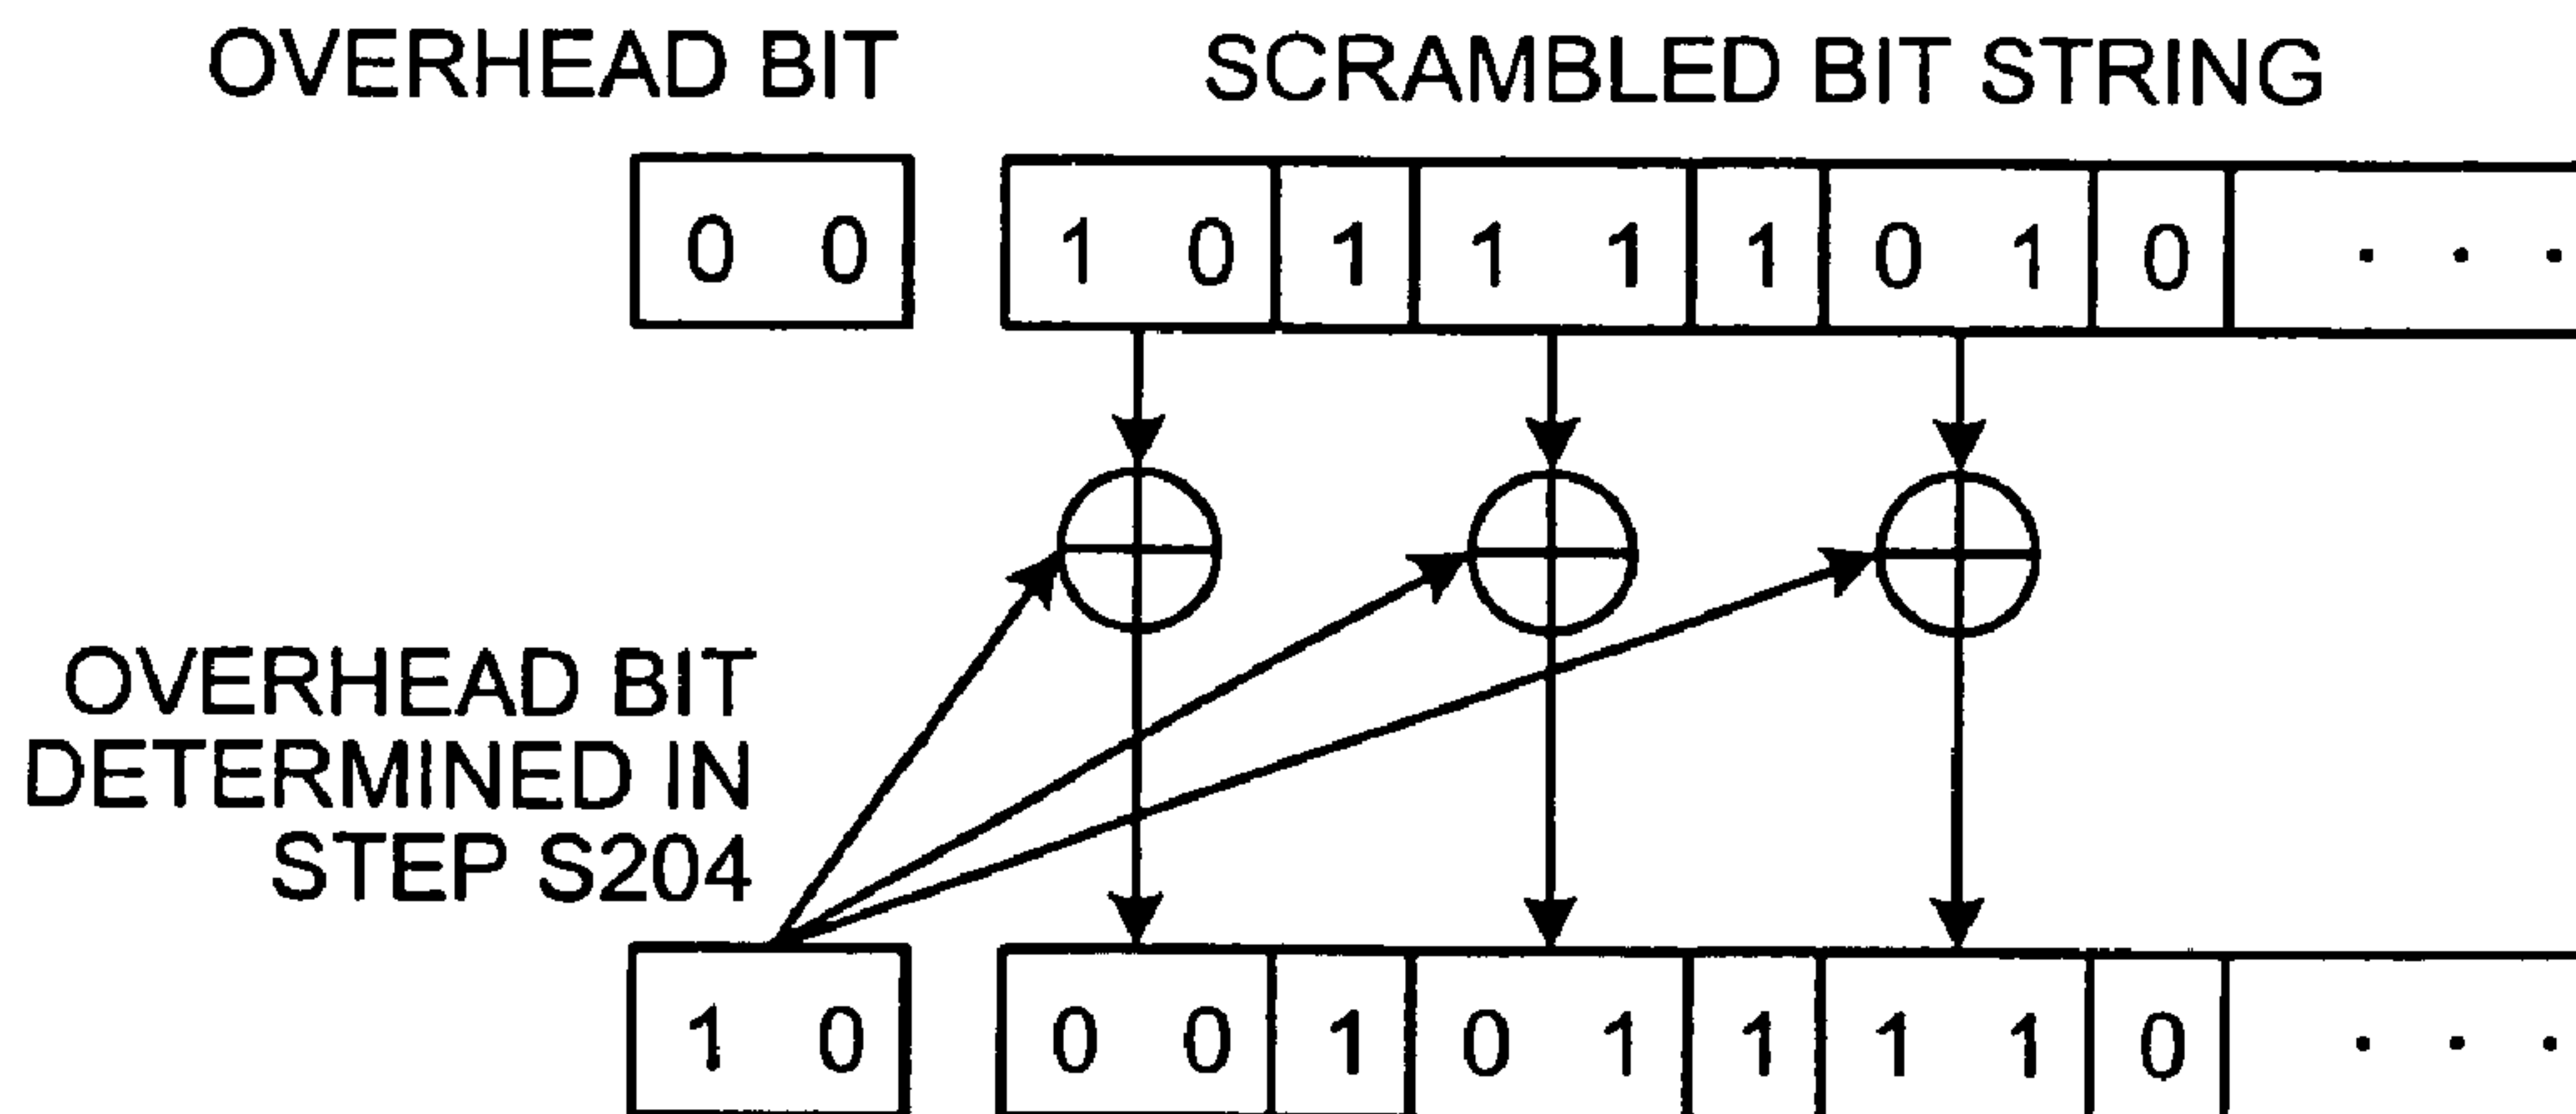 OVERHEAD BIT SCRAMBLED BIT STRING
0 0 1 0 1 1 1 1 0 1 0 . . .
OVERHEAD BIT
DETERMINED IN
STEP S204
1 0 0 0 1 0 1 1 1 1 0 . . .